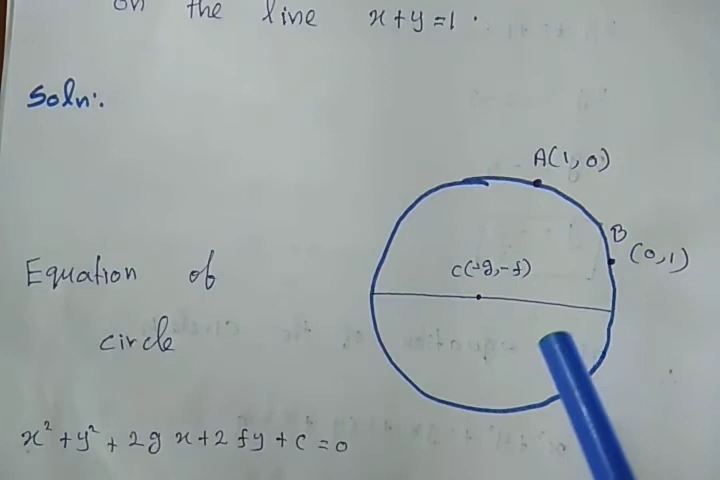 on the line x+y=1.
Soln:
A(1,0)
B
(0,1)
C(-g,-f)
Equation of
circle
x²+y²+2gx+2fy+c=0